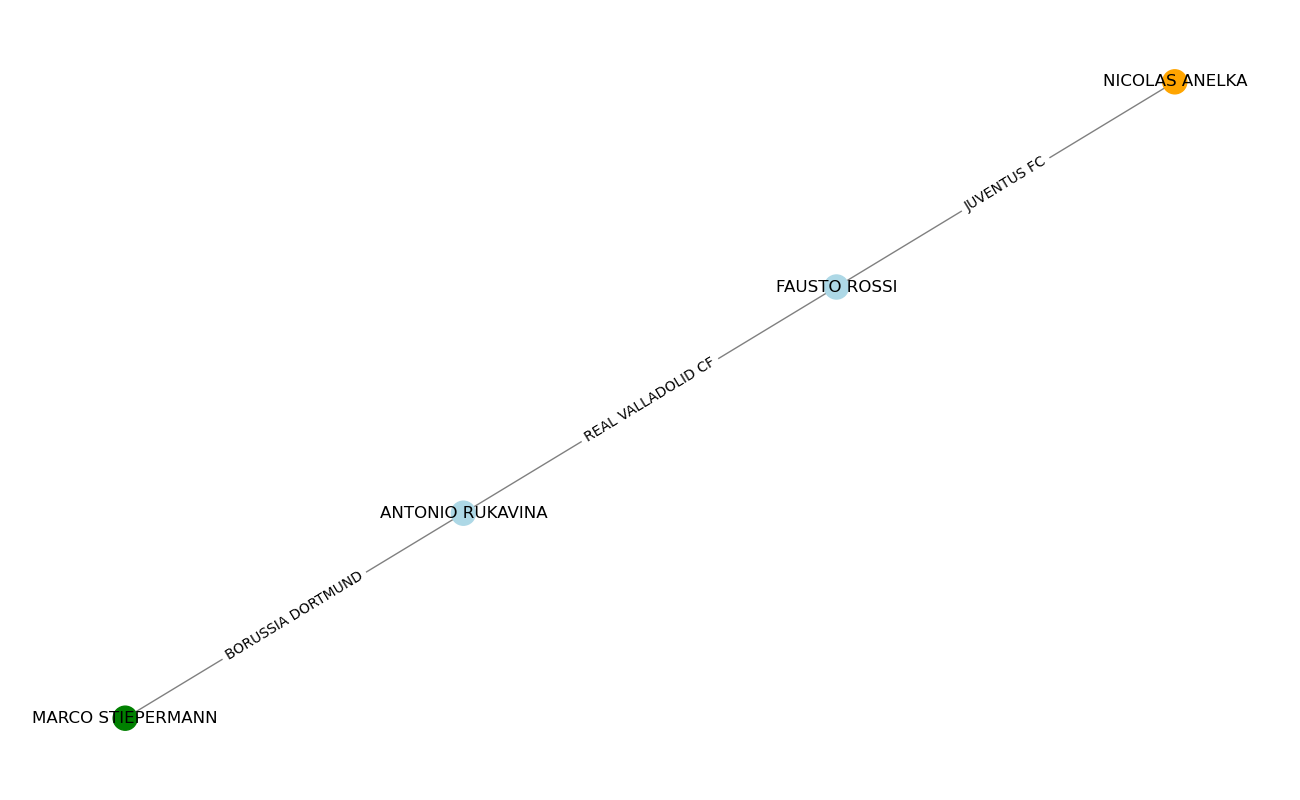 NICOLAS ANELKA
JUVENTUS FC
FAUSTO ROSSI
REAL VALLADOLID CF
ANTONIO RUKAVINA
BORUSSIA DORTMUND
MARCO STIEPERMANN